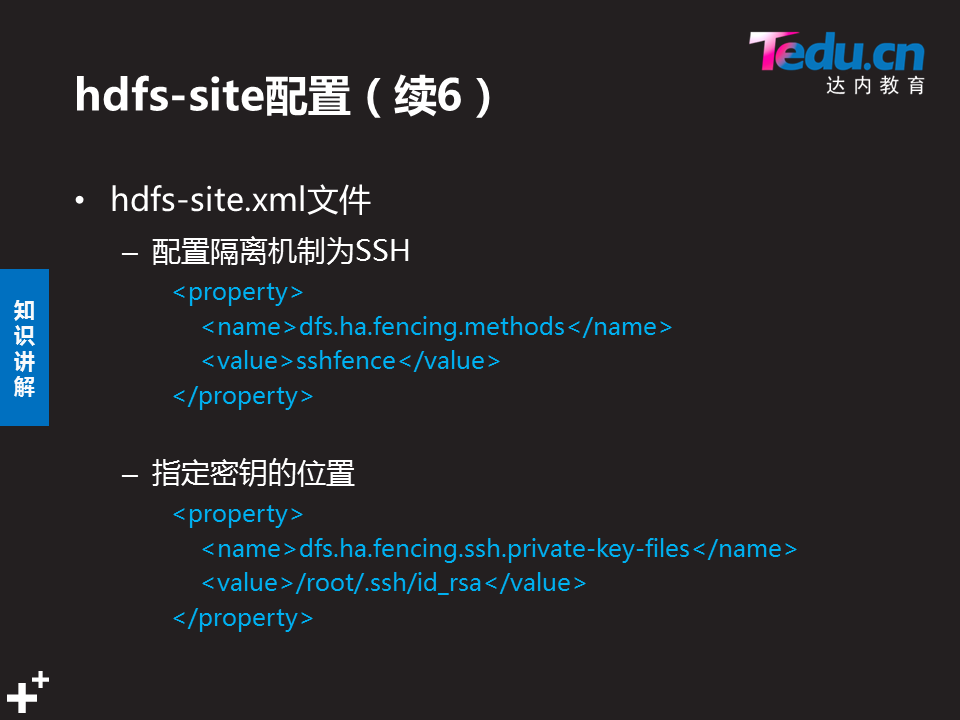 Tedu.cn
达内教育
hdfs-site配置（续6）
• hdfs-site.xml文件
– 配置隔离机制为SSH
<property>
<name>dfs.ha.fencing.methods</name>
<value>sshfence</value>
</property>
知识讲解
– 指定密钥的位置
<property>
<name>dfs.ha.fencing.ssh.private-key-files</name>
<value>/root/.ssh/id_rsa</value>
</property>